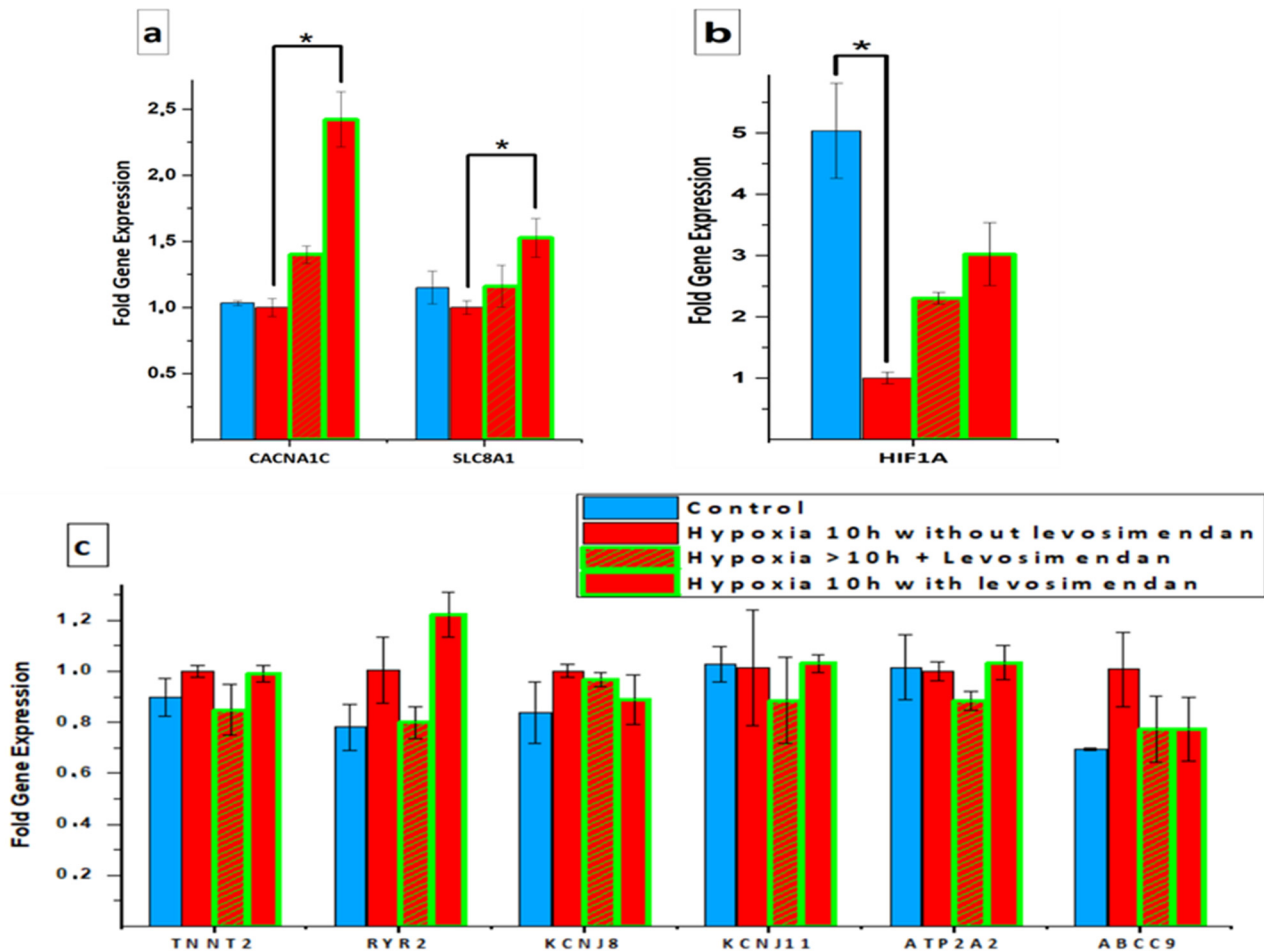 a
*
*
Fold Gene Expression
2.5
2.0
1.5
1.0
0.5
CACNA1C SLC8A1
b
*
Fold Gene Expression
5
4
3
2
1
HIF1A
Control
Hypoxia 10h without levosimendan
Hypoxia >10h + Levosimendan
Hypoxia 10h with levosimendan
c
Fold Gene Expression
1.2
1.0
0.8
0.6
0.4
0.2
TNNT2 RYR2 KCNJ8 KCNJ11 ATP2A2 ABCC9